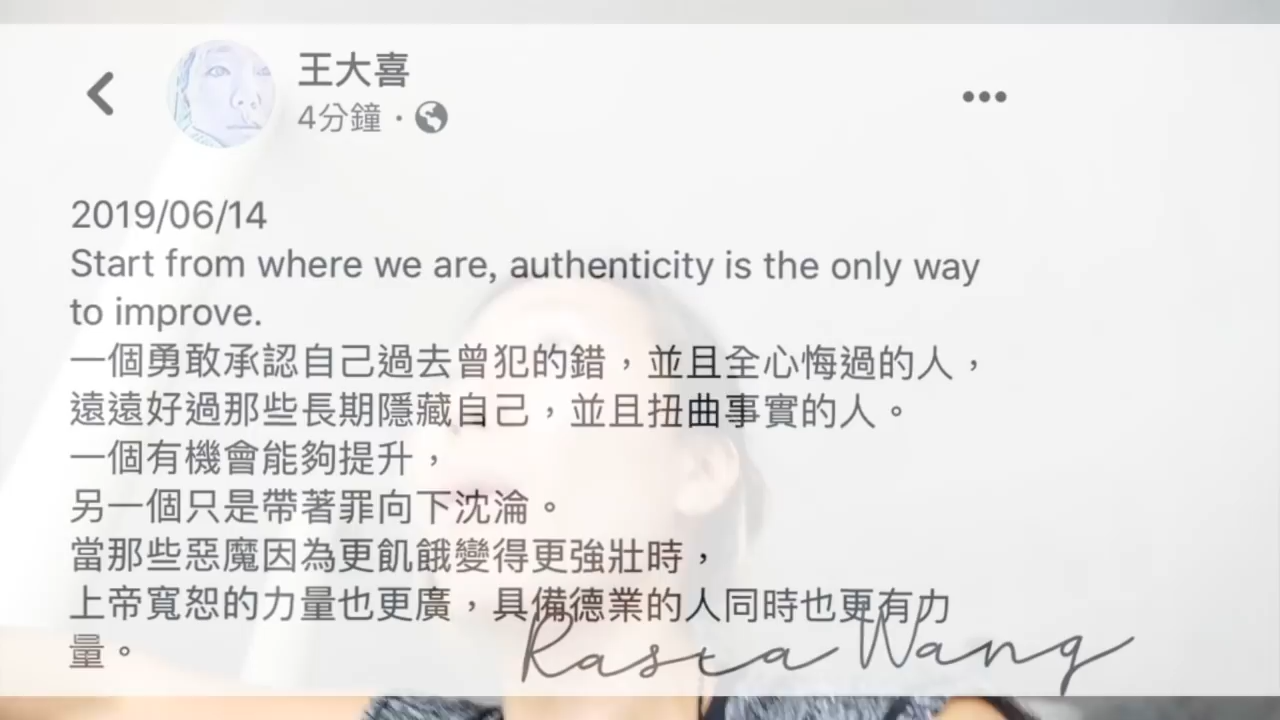 王大喜
4分鐘·
2019/06/14
Start from where we are, authenticity is the only way
to improve.
一個勇敢承認自己過去曾犯的錯，並且全心悔過的人，
遠遠好過那些長期隱藏自己，並且扭曲事實的人。
一個有機會能夠提升，
另一個只是帶著罪向下沈淪。
當那些惡魔因為更飢餓變得更強壯時，
上帝寬恕的力量也更廣，具備德業的人同時也更有力
量。
Rasta Wang